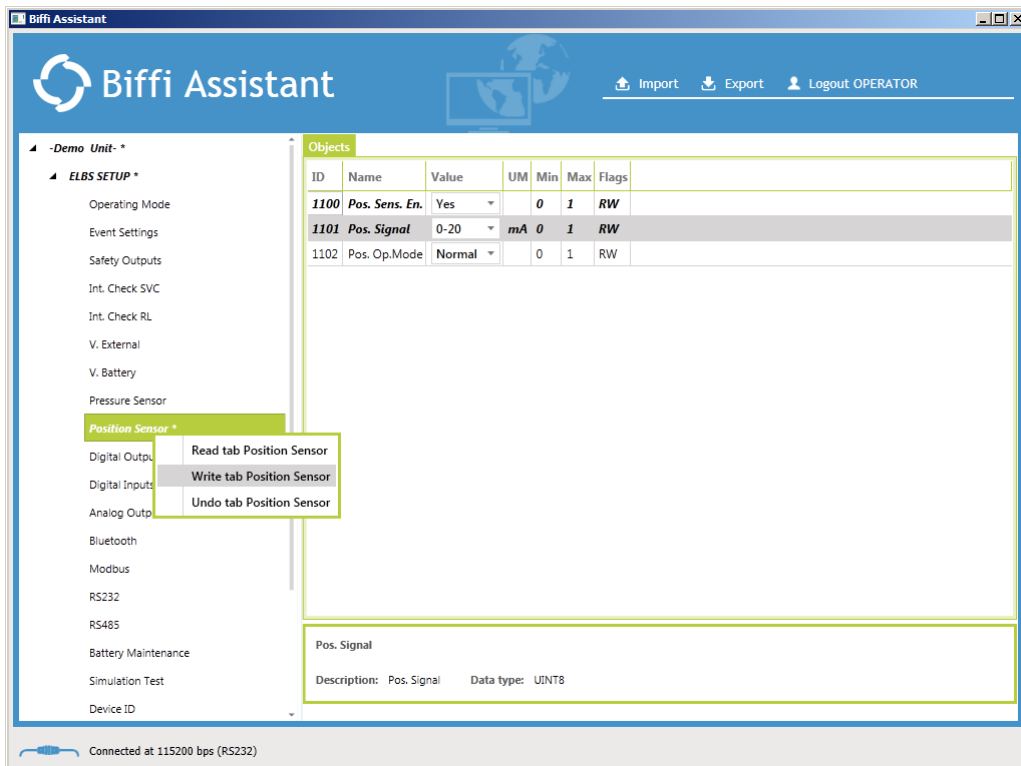 Biffi Assistant
Biffi Assistant
Import Export Logout OPERATOR
-Demo Unit- *
ELBS SETUP *
Operating Mode
Event Settings
Safety Outputs
Int. Check SVC
Int. Check RL
V. External
V. Battery
Pressure Sensor
Position Sensor *
Digital Outpu
Digital Inputs
Analog Outp
Bluetooth
Modbus
RS232
RS485
Battery Maintenance
Simulation Test
Device ID
Read tab Position Sensor
Write tab Position Sensor
Undo tab Position Sensor
Objects
ID Name Value UM Min Max Flags
1100 Pos. Sens. En. Yes 0 1 RW
1101 Pos. Signal 0-20 mA 0 1 RW
1102 Pos. Op.Mode Normal 0 1 RW
Pos. Signal
Description: Pos. Signal Data type: UINT8
Connected at 115200 bps (RS232)